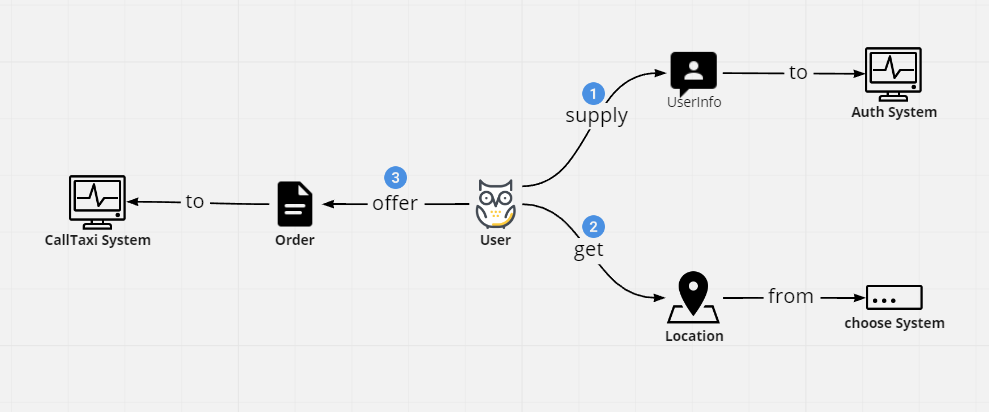 1
supply
UserInfo
to
Auth System
3
offer
to
CallTaxi System
Order
User
2
get
Location
from
choose System